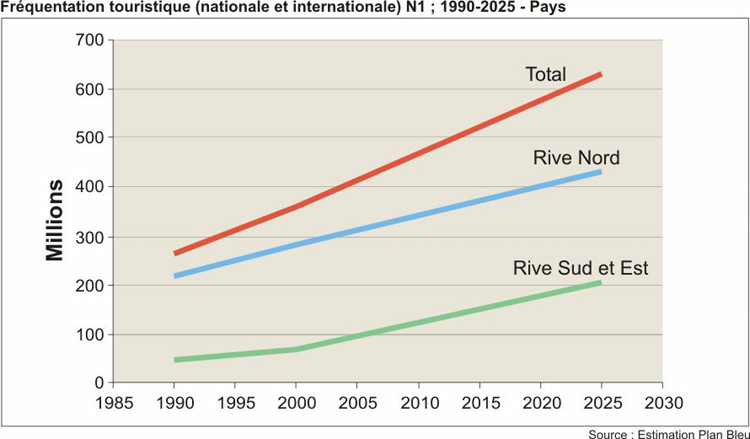 Fréquentation touristique (nationale et internationale) N1 ; 1990-2025 - Pays
700
600
500
400
300
200
100
0
Millions
Total
Rive Nord
Rive Sud et Est
1985 1990 1995 2000 2005 2010 2015 2020 2025 2030
Source : Estimation Plan Bleu